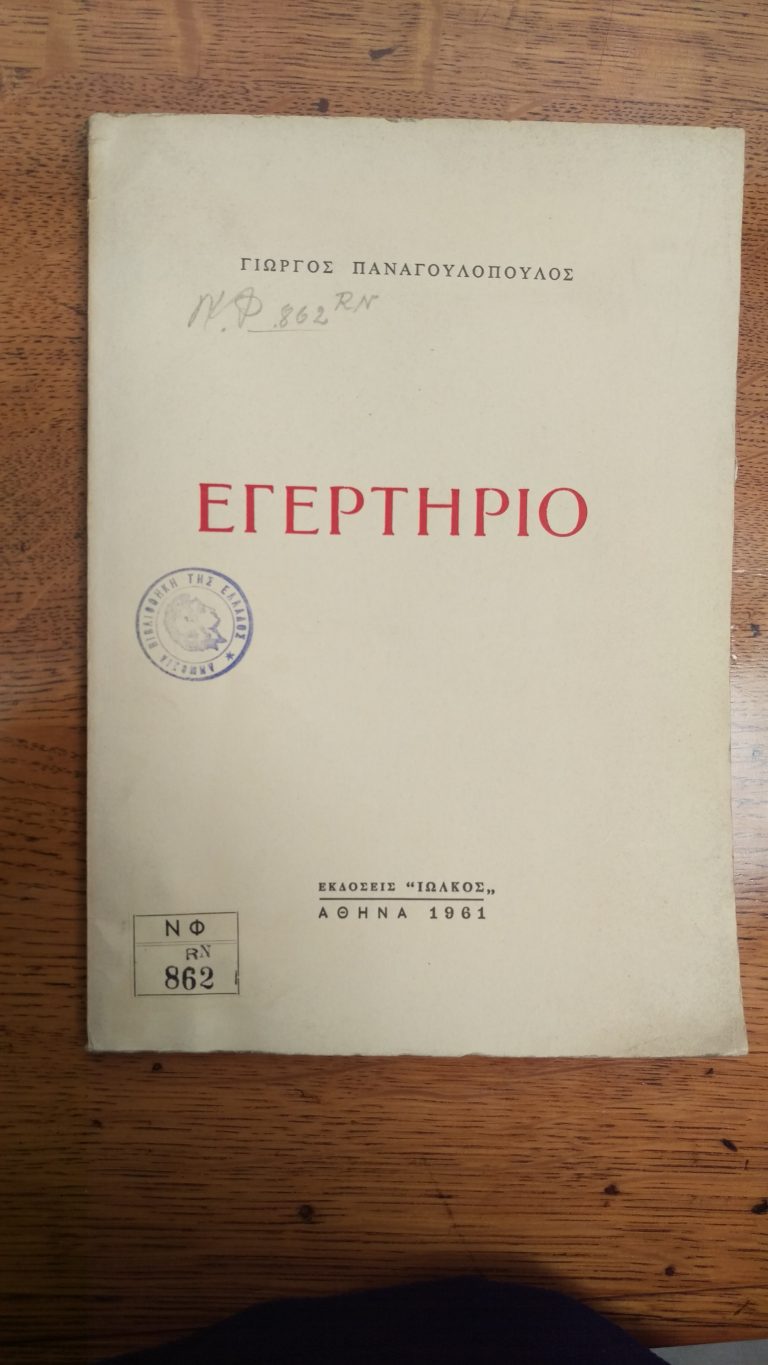 ΓΙΩΡΓΟΣ ΠΑΝΑΓΟΥΛΟΠΟΥΛΟΣ
Ν.Φ 862 RN
ΕΓΕΡΤΗΡΙΟ
ΔΗΜΟΣΙΑ ΒΙΒΛΙΟΘΗΚΗ ΤΗΣ ΕΛΛΑΔΟΣ
ΕΚΔΟΣΕΙΣ “ΙΩΛΚΟΣ„
ΑΘΗΝΑ 1961
ΝΦ
RN
862